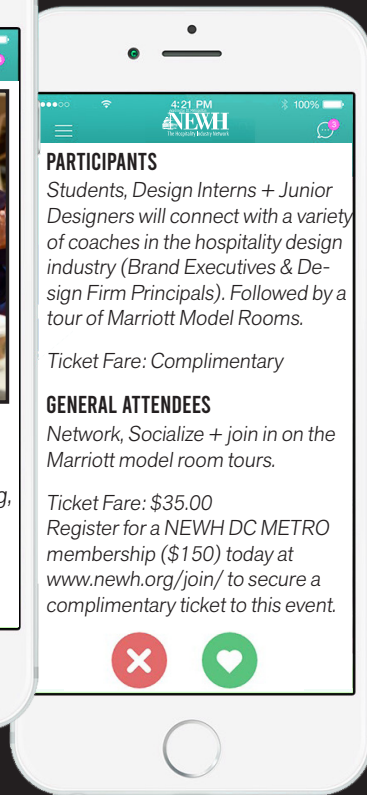 4:21 PM
100%
3
NEWH
The Hospitality Industry Network
PARTICIPANTS
Students, Design Interns + Junior
Designers will connect with a variety
of coaches in the hospitality design
industry (Brand Executives & De-
sign Firm Principals). Followed by a
tour of Marriott Model Rooms.
Ticket Fare: Complimentary
GENERAL ATTENDEES
Network, Socialize + join in on the
Marriott model room tours.
g,
Ticket Fare: $35.00
Register for a NEWH DC METRO
membership ($150) today at
www.newh.org/join/ to secure a
complimentary ticket to this event.